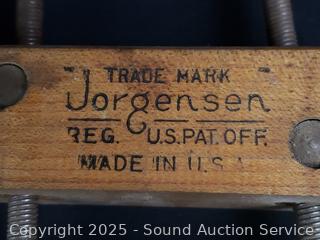 " TRADE MARK "
Jorgensen
REG. U.S. PAT. OFF.
MADE IN U.S.A
Copyright 2025 - Sound Auction Service